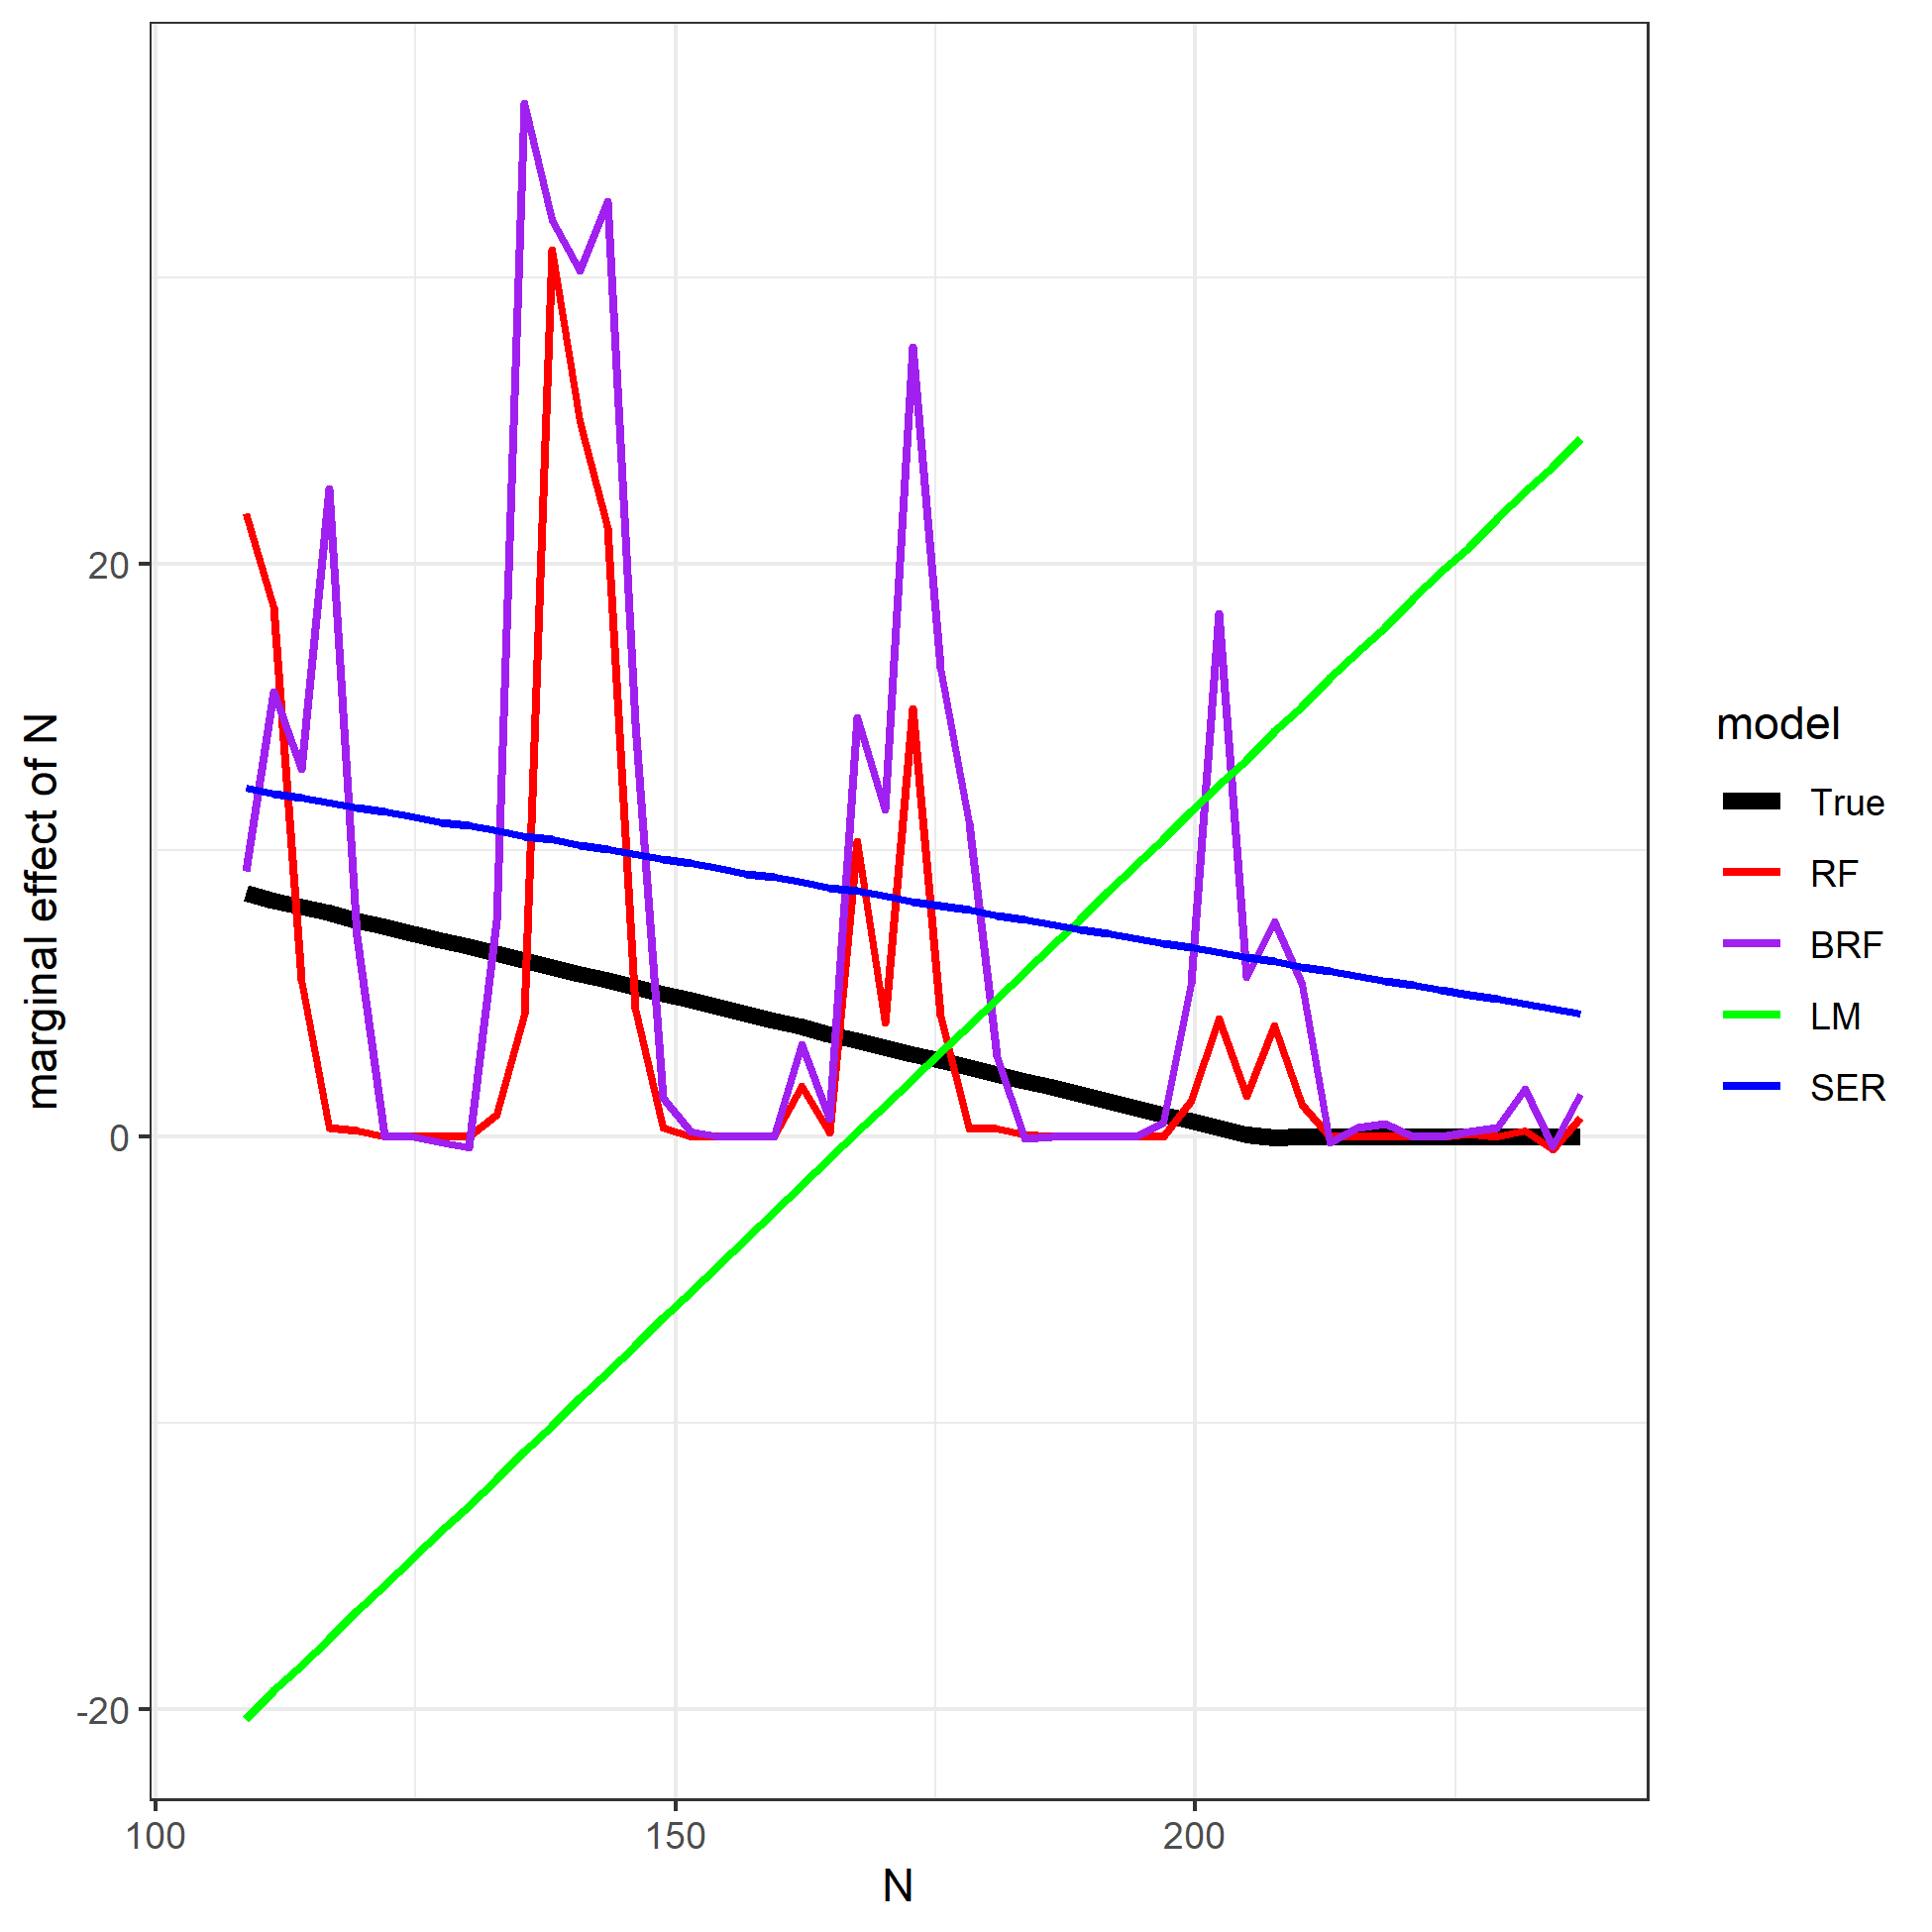 marginal effect of N
20
0
-20
100
150
200
N
model
True
RF
BRF
LM
SER